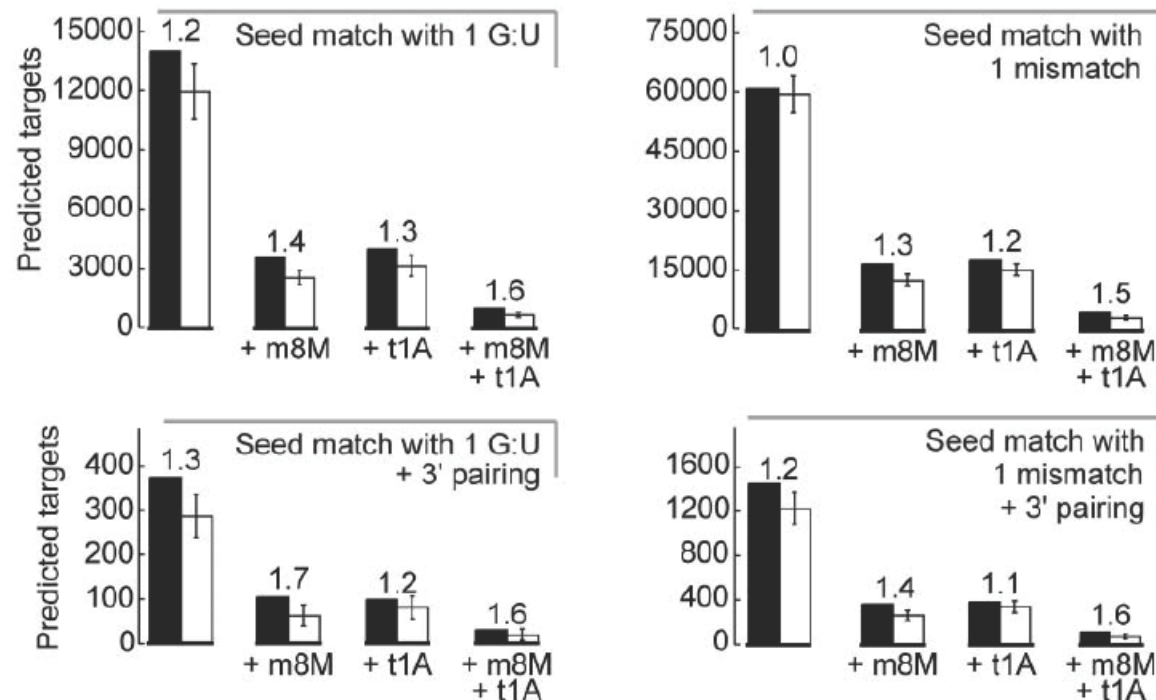 Predicted targets
15000
12000
9000
6000
3000
0
Seed match with 1 G:U
1.2
1.4
1.3
1.6
+ m8M
+ t1A
+ m8M
+ t1A
75000
60000
45000
30000
15000
0
Seed match with
1 mismatch
1.0
1.3
1.2
1.5
+ m8M
+ t1A
+ m8M
+ t1A
Predicted targets
400
300
200
100
0
Seed match with 1 G:U
+ 3' pairing
1.3
1.7
1.2
1.6
+ m8M
+ t1A
+ m8M
+ t1A
1600
1200
800
400
0
Seed match with
1 mismatch
+ 3' pairing
1.2
1.4
1.1
1.6
+ m8M
+ t1A
+ m8M
+ t1A